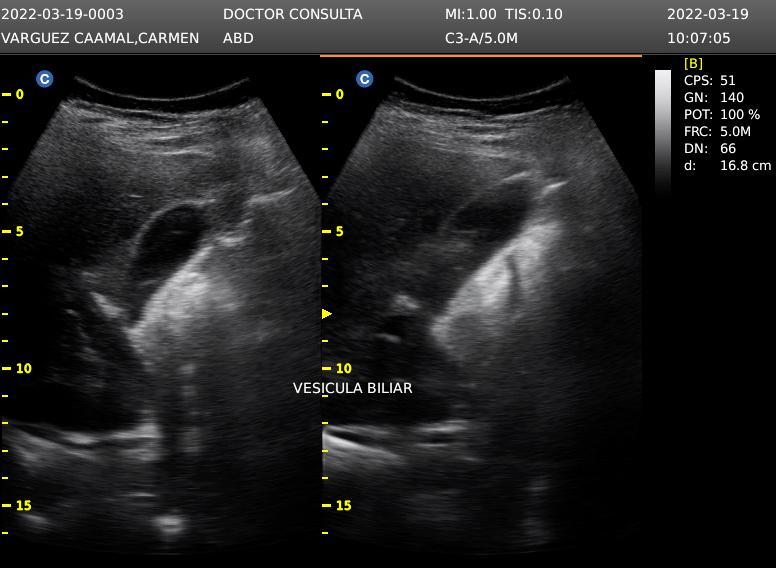 2022-03-19-0003 DOCTOR CONSULTA MI:1.00 TIS:0.10 2022-03-19
VARGUEZ CAAMAL,CARMEN ABD C3-A/5.0M 10:07:05
[B]
CPS: 51
GN: 140
POT: 100 %
FRC: 5.0M
DN: 66
d: 16.8 cm
C C
0 0
5 5
10 10
VESICULA BILIAR
15 15